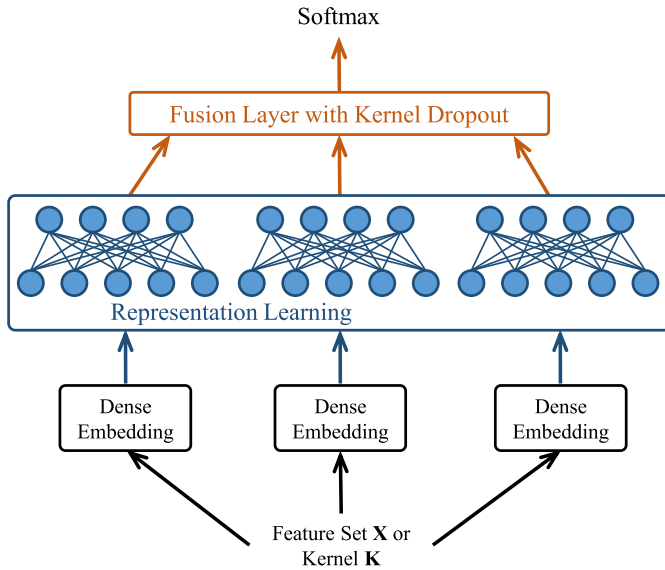 Softmax
Fusion Layer with Kernel Dropout
Representation Learning
Dense
Embedding
Dense
Embedding
Dense
Embedding
Feature Set X or
Kernel K